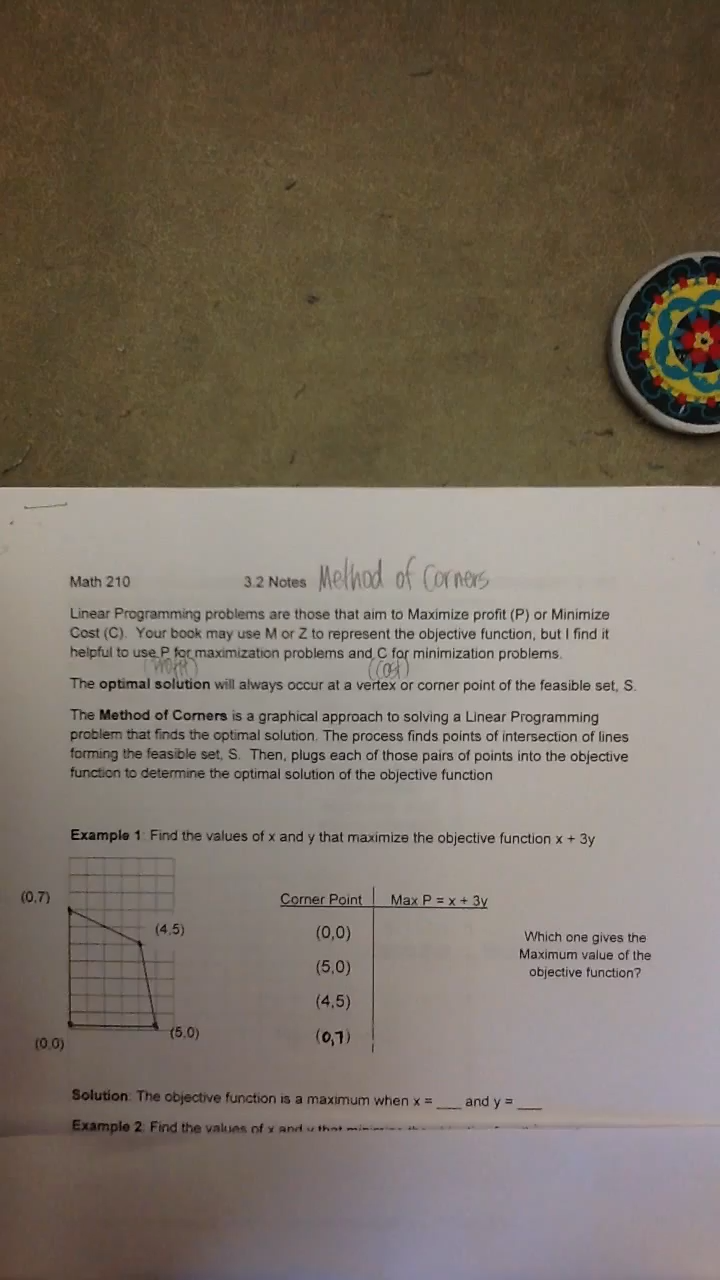 Math 210 3.2 Notes Method of Corners
Linear Programming problems are those that aim to Maximize profit (P) or Minimize
Cost (C). Your book may use M or Z to represent the objective function, but I find it
helpful to use P for maximization problems and C for minimization problems.
(Profit) (Cost)
The optimal solution will always occur at a vertex or corner point of the feasible set, S.
The Method of Corners is a graphical approach to solving a Linear Programming
problem that finds the optimal solution. The process finds points of intersection of lines
forming the feasible set, S. Then, plugs each of those pairs of points into the objective
function to determine the optimal solution of the objective function
Example 1: Find the values of x and y that maximize the objective function x + 3y
(0,7)
(4,5)
(5,0)
(0,0)
Corner Point Max P = x + 3y
(0,0)
(5,0)
(4,5)
(0,7)
Which one gives the
Maximum value of the
objective function?
Solution: The objective function is a maximum when x = ___ and y = ___
Example 2: Find the values of x and y that